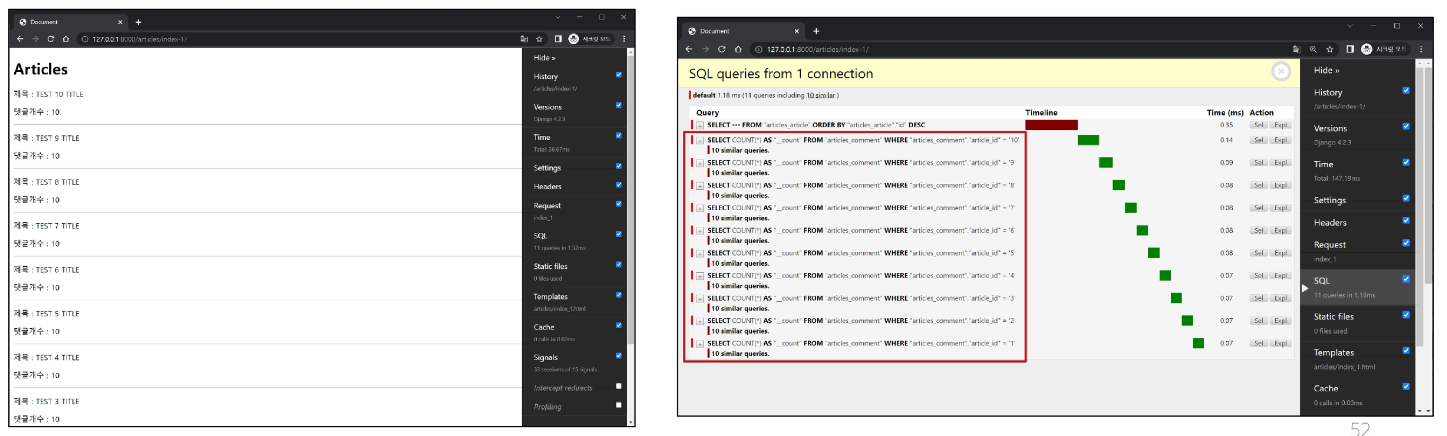 Document
127.0.0.1:8000/articles/index-1/
시크릿 모드
Articles
제목 : TEST 10 TITLE
댓글개수 : 10
제목 : TEST 9 TITLE
댓글개수 : 10
제목 : TEST 8 TITLE
댓글개수 : 10
제목 : TEST 7 TITLE
댓글개수 : 10
제목 : TEST 6 TITLE
댓글개수 : 10
제목 : TEST 5 TITLE
댓글개수 : 10
제목 : TEST 4 TITLE
댓글개수 : 10
제목 : TEST 3 TITLE
댓글개수 : 10
Hide »
History
/articles/index-1/
Versions
Django 4.2.3
Time
Total: 26.67ms
Settings
Headers
Request
index_1
SQL
11 queries in 1.32ms
Static files
0 files used
Templates
articles/index_1.html
Cache
0 calls in 0.00ms
Signals
33 receivers of 15 signals
Intercept redirects
Profiling
Document
127.0.0.1:8000/articles/index-1/
시크릿 모드
SQL queries from 1 connection
default 1.18 ms (11 queries including 10 similar )
Query Timeline Time (ms) Action
SELECT ••• FROM "articles_article" ORDER BY "articles_article"."id" DESC 0.35 Sel Expl
SELECT COUNT(*) AS "__count" FROM "articles_comment" WHERE "articles_comment"."article_id" = '10' 0.14 Sel Expl
10 similar queries.
SELECT COUNT(*) AS "__count" FROM "articles_comment" WHERE "articles_comment"."article_id" = '9' 0.09 Sel Expl
10 similar queries.
SELECT COUNT(*) AS "__count" FROM "articles_comment" WHERE "articles_comment"."article_id" = '8' 0.08 Sel Expl
10 similar queries.
SELECT COUNT(*) AS "__count" FROM "articles_comment" WHERE "articles_comment"."article_id" = '7' 0.08 Sel Expl
10 similar queries.
SELECT COUNT(*) AS "__count" FROM "articles_comment" WHERE "articles_comment"."article_id" = '6' 0.08 Sel Expl
10 similar queries.
SELECT COUNT(*) AS "__count" FROM "articles_comment" WHERE "articles_comment"."article_id" = '5' 0.08 Sel Expl
10 similar queries.
SELECT COUNT(*) AS "__count" FROM "articles_comment" WHERE "articles_comment"."article_id" = '4' 0.07 Sel Expl
10 similar queries.
SELECT COUNT(*) AS "__count" FROM "articles_comment" WHERE "articles_comment"."article_id" = '3' 0.07 Sel Expl
10 similar queries.
SELECT COUNT(*) AS "__count" FROM "articles_comment" WHERE "articles_comment"."article_id" = '2' 0.07 Sel Expl
10 similar queries.
SELECT COUNT(*) AS "__count" FROM "articles_comment" WHERE "articles_comment"."article_id" = '1' 0.07 Sel Expl
10 similar queries.
Hide »
History
/articles/index-1/
Versions
Django 4.2.3
Time
Total: 147.19ms
Settings
Headers
Request
index_1
SQL
11 queries in 1.18ms
Static files
0 files used
Templates
articles/index_1.html
Cache
0 calls in 0.00ms
52